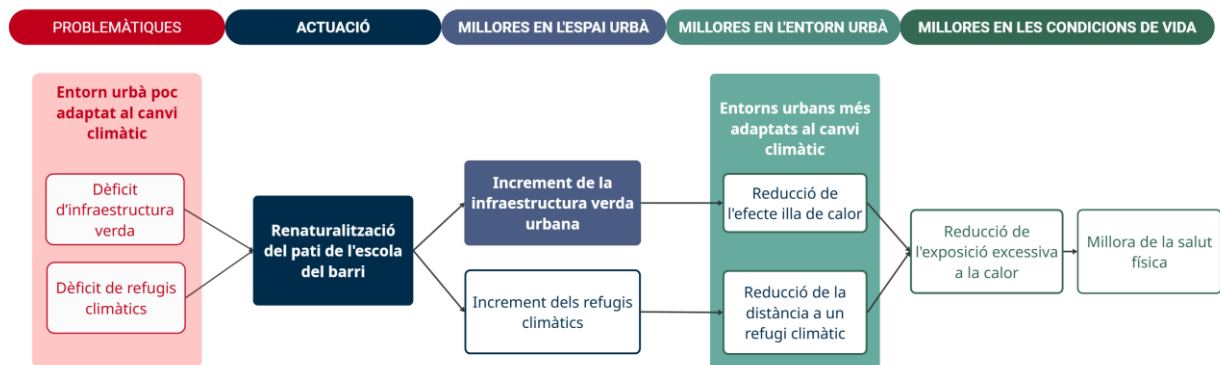 PROBLEMÀTIQUES
ACTUACIÓ
MILLORES EN L'ESPAI URBÀ
MILLORES EN L'ENTORN URBÀ
MILLORES EN LES CONDICIONS DE VIDA
Entorn urbà poc
adaptat al canvi
climàtic
Dèficit
d’infraestructura
verda
Dèficit de refugis
climàtics
Renaturalització
del pati de l'escola
del barri
Increment de la
infraestructura verda
urbana
Increment dels refugis
climàtics
Entorns urbans més
adaptats al canvi
climàtic
Reducció de
l'efecte illa de calor
Reducció de la
distància a un
refugi climàtic
Reducció de
l'exposició excessiva
a la calor
Millora de la salut
física